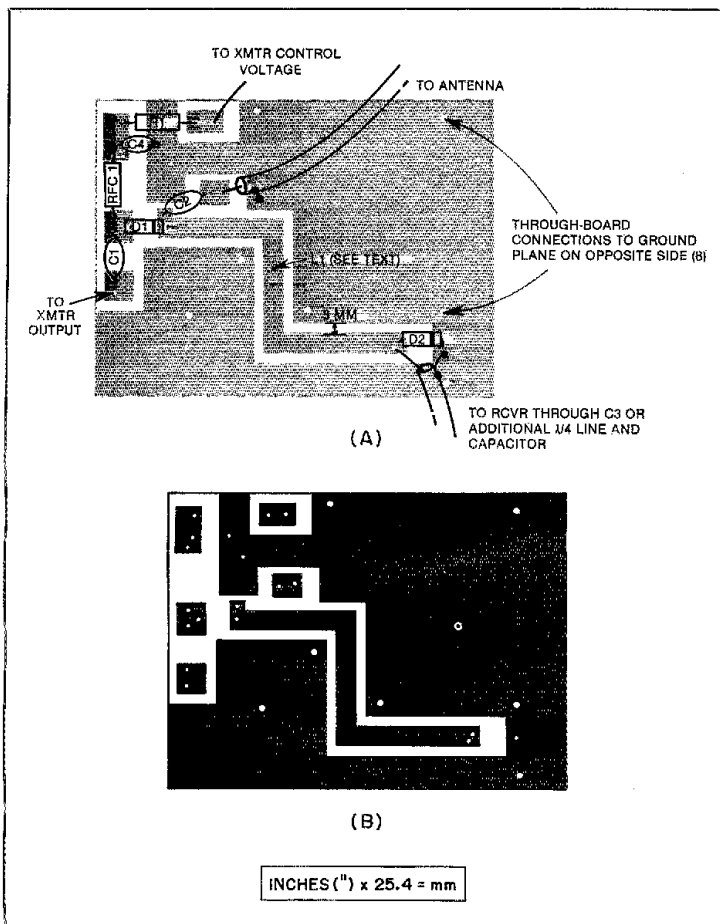 TO XMTR CONTROL
VOLTAGE
TO ANTENNA
C4
RFC 1
C2
D1
C1
L1 (SEE TEXT)
THROUGH-BOARD
CONNECTIONS TO GROUND
PLANE ON OPPOSITE SIDE (B)
TO
XMTR
OUTPUT
3 MM
D2
TO RCVR THROUGH C3 OR
ADDITIONAL λ/4 LINE AND
CAPACITOR
(A)
(B)
INCHES (") x 25.4 = mm